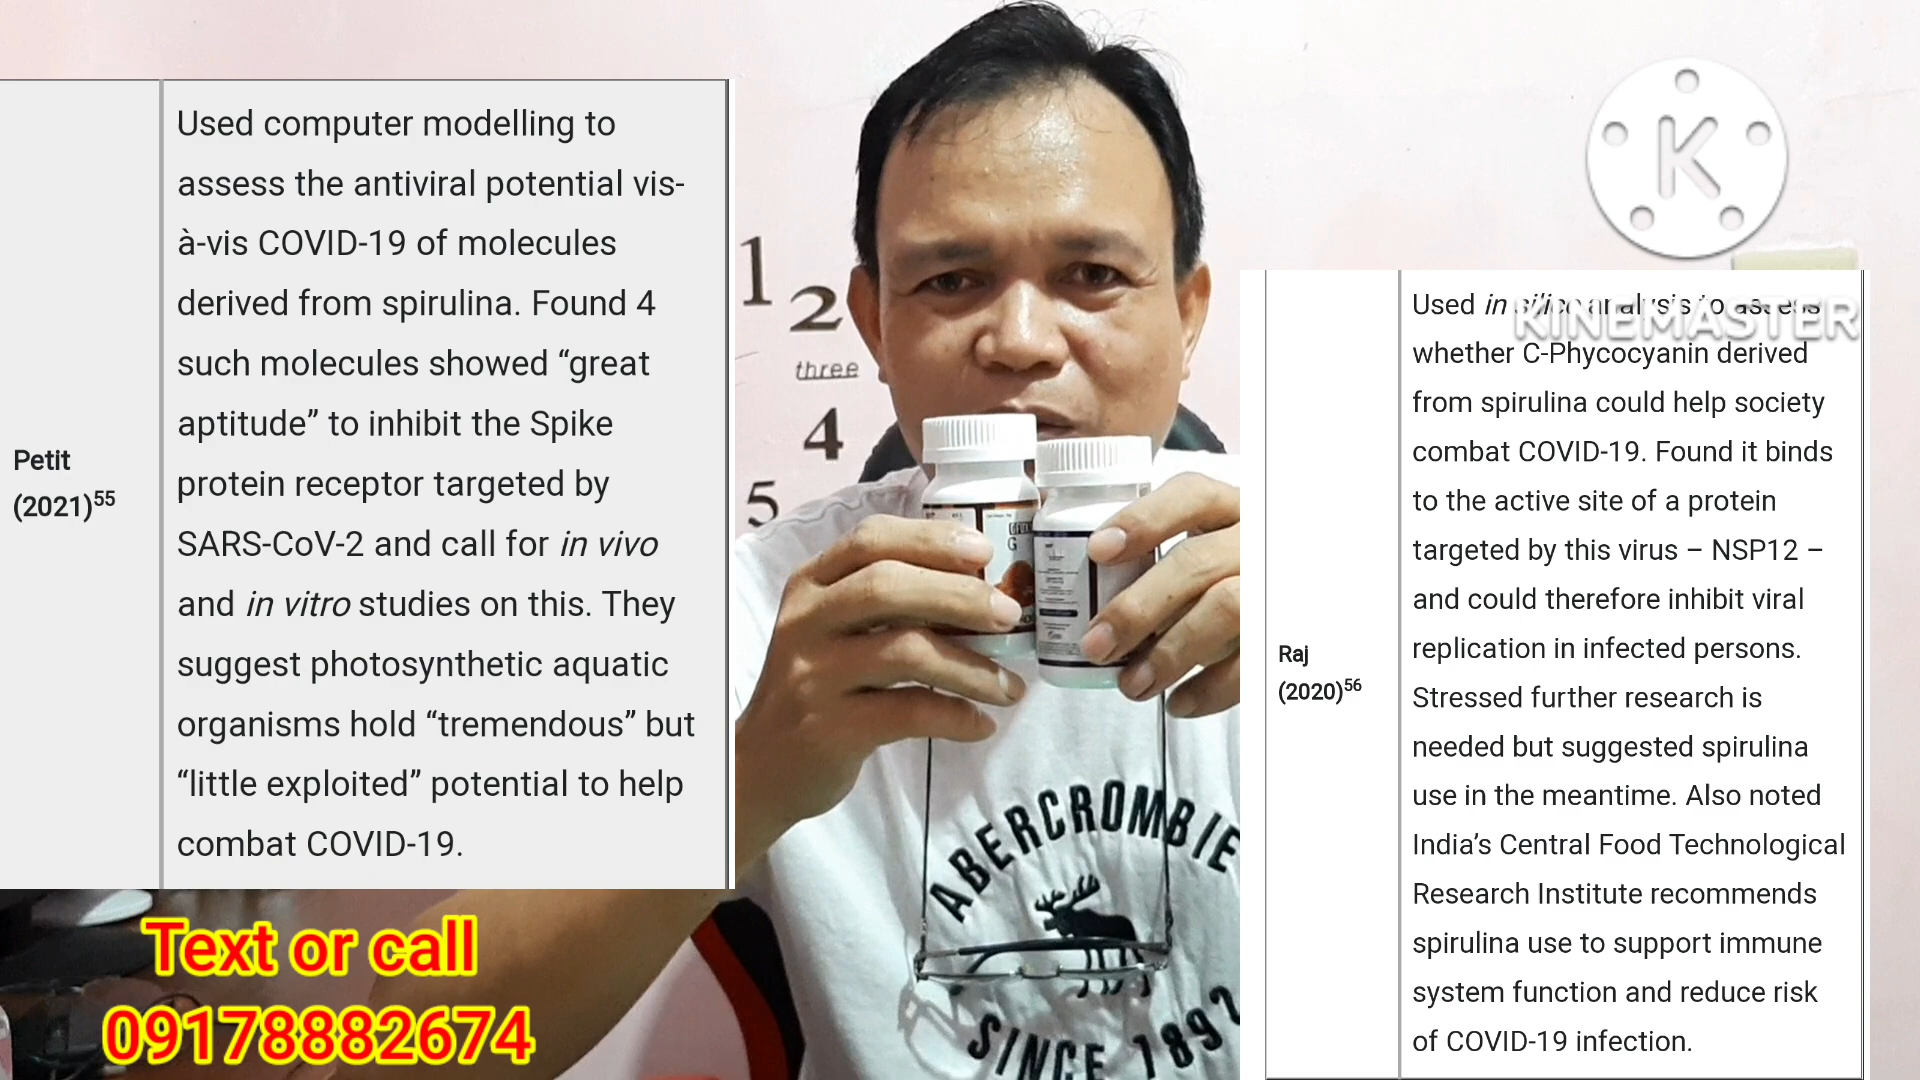 Used computer modelling to
assess the antiviral potential vis-
à-vis COVID-19 of molecules
derived from spirulina. Found 4
such molecules showed “great
aptitude” to inhibit the Spike
protein receptor targeted by
SARS-CoV-2 and call for in vivo
and in vitro studies on this. They
suggest photosynthetic aquatic
organisms hold “tremendous” but
“little exploited” potential to help
combat COVID-19.
Petit
(2021)55
Text or call
09178882674
1
2
three
4
5
ABERCROMBIE
SINCE 1892
K
KINEMASTER
Used in silico analysis to assess
whether C-Phycocyanin derived
from spirulina could help society
combat COVID-19. Found it binds
to the active site of a protein
targeted by this virus – NSP12 –
and could therefore inhibit viral
replication in infected persons.
Stressed further research is
needed but suggested spirulina
use in the meantime. Also noted
India’s Central Food Technological
Research Institute recommends
spirulina use to support immune
system function and reduce risk
of COVID-19 infection.
Raj
(2020)56